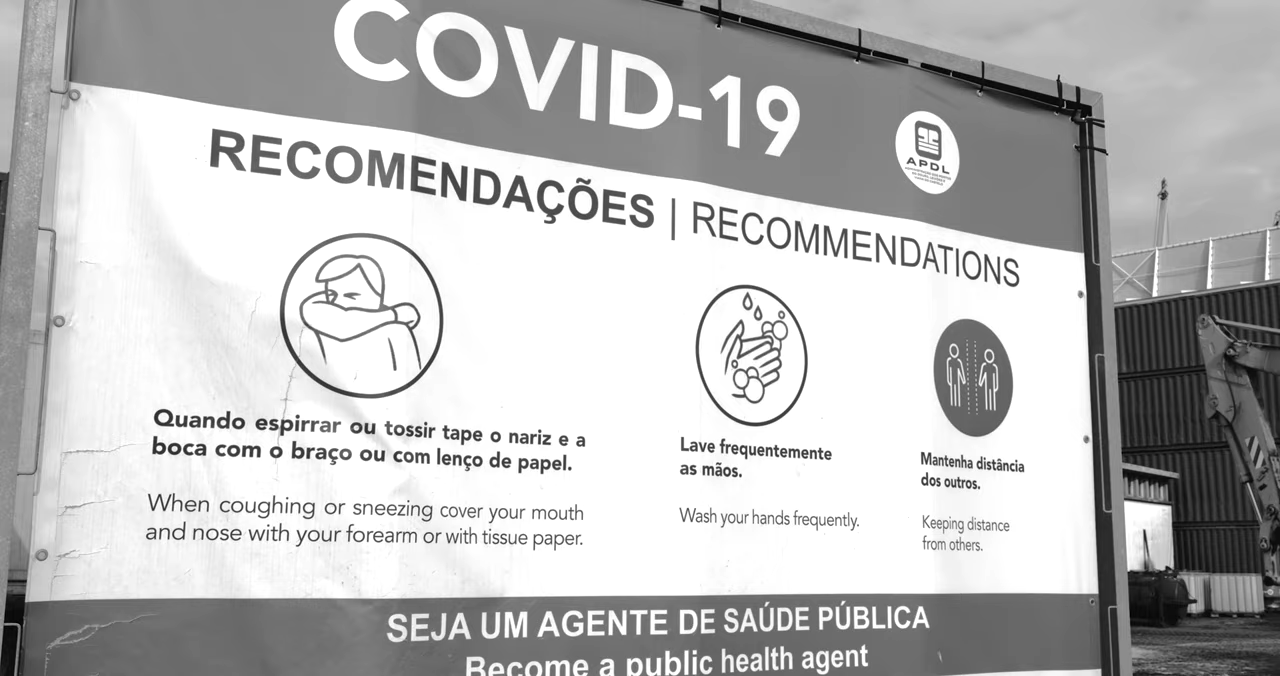 COVID-19
APDL
RECOMENDAÇÕES | RECOMMENDATIONS
Quando espirrar ou tossir tape o nariz e a
boca com o braço ou com lenço de papel.
When coughing or sneezing cover your mouth
and nose with your forearm or with tissue paper.
Lave frequentemente
as mãos.
Wash your hands frequently.
Mantenha distância
dos outros.
Keeping distance
from others.
SEJA UM AGENTE DE SAÚDE PÚBLICA
Become a public health agent